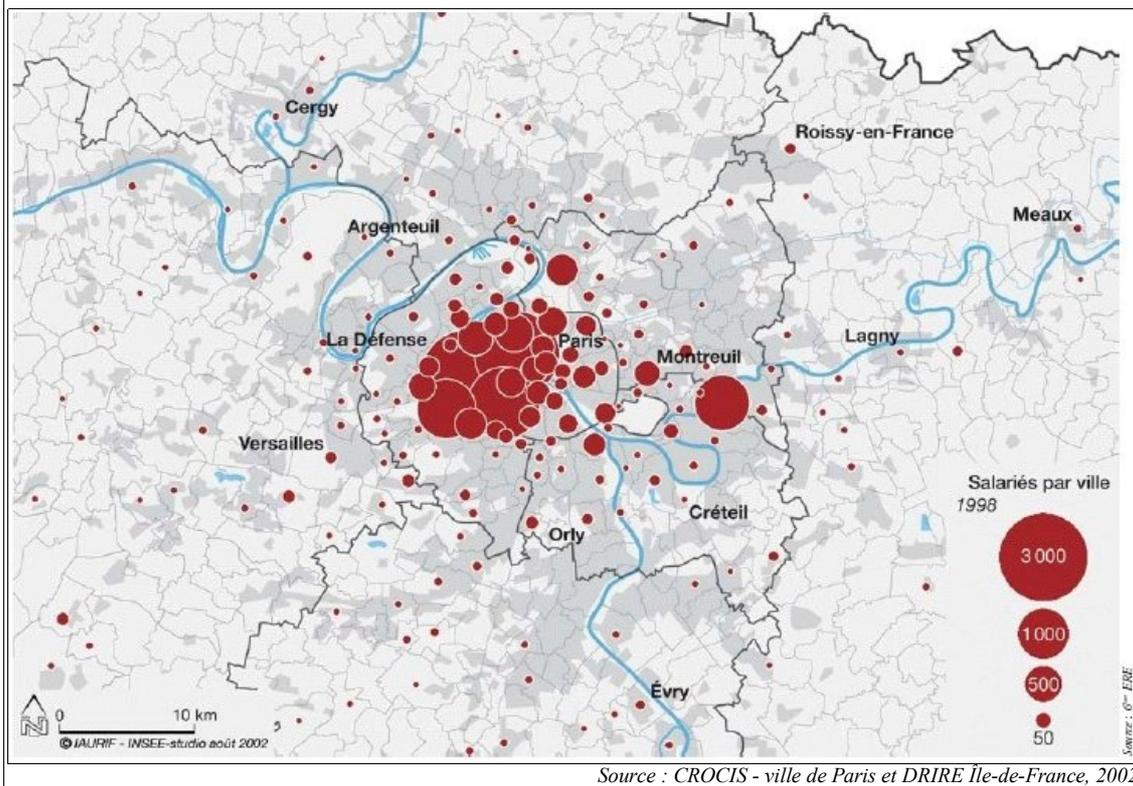 Cergy
Roissy-en-France
Meaux
Argenteuil
La Défense
Paris
Lagny
Montreuil
Versailles
Salariés par ville
1998
Créteil
Orly
3 000
1 000
500
50
Évry
N
0 10 km
© IAURIF - INSEE-studio août 2002
Source : 6ème ERE
Source : CROCIS - ville de Paris et DRIRE Île-de-France, 2002